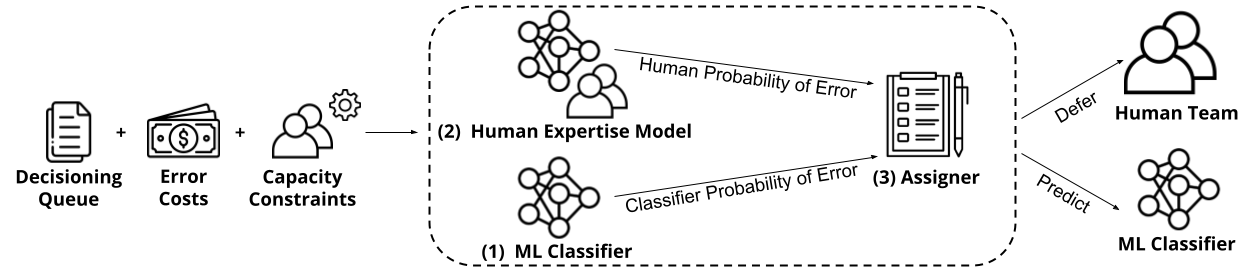 Decisioning
Queue
+
Error
Costs
+
Capacity
Constraints
$
(2) Human Expertise Model
Human Probability of Error
(1) ML Classifier
Classifier Probability of Error
(3) Assigner
Defer
Human Team
Predict
ML Classifier